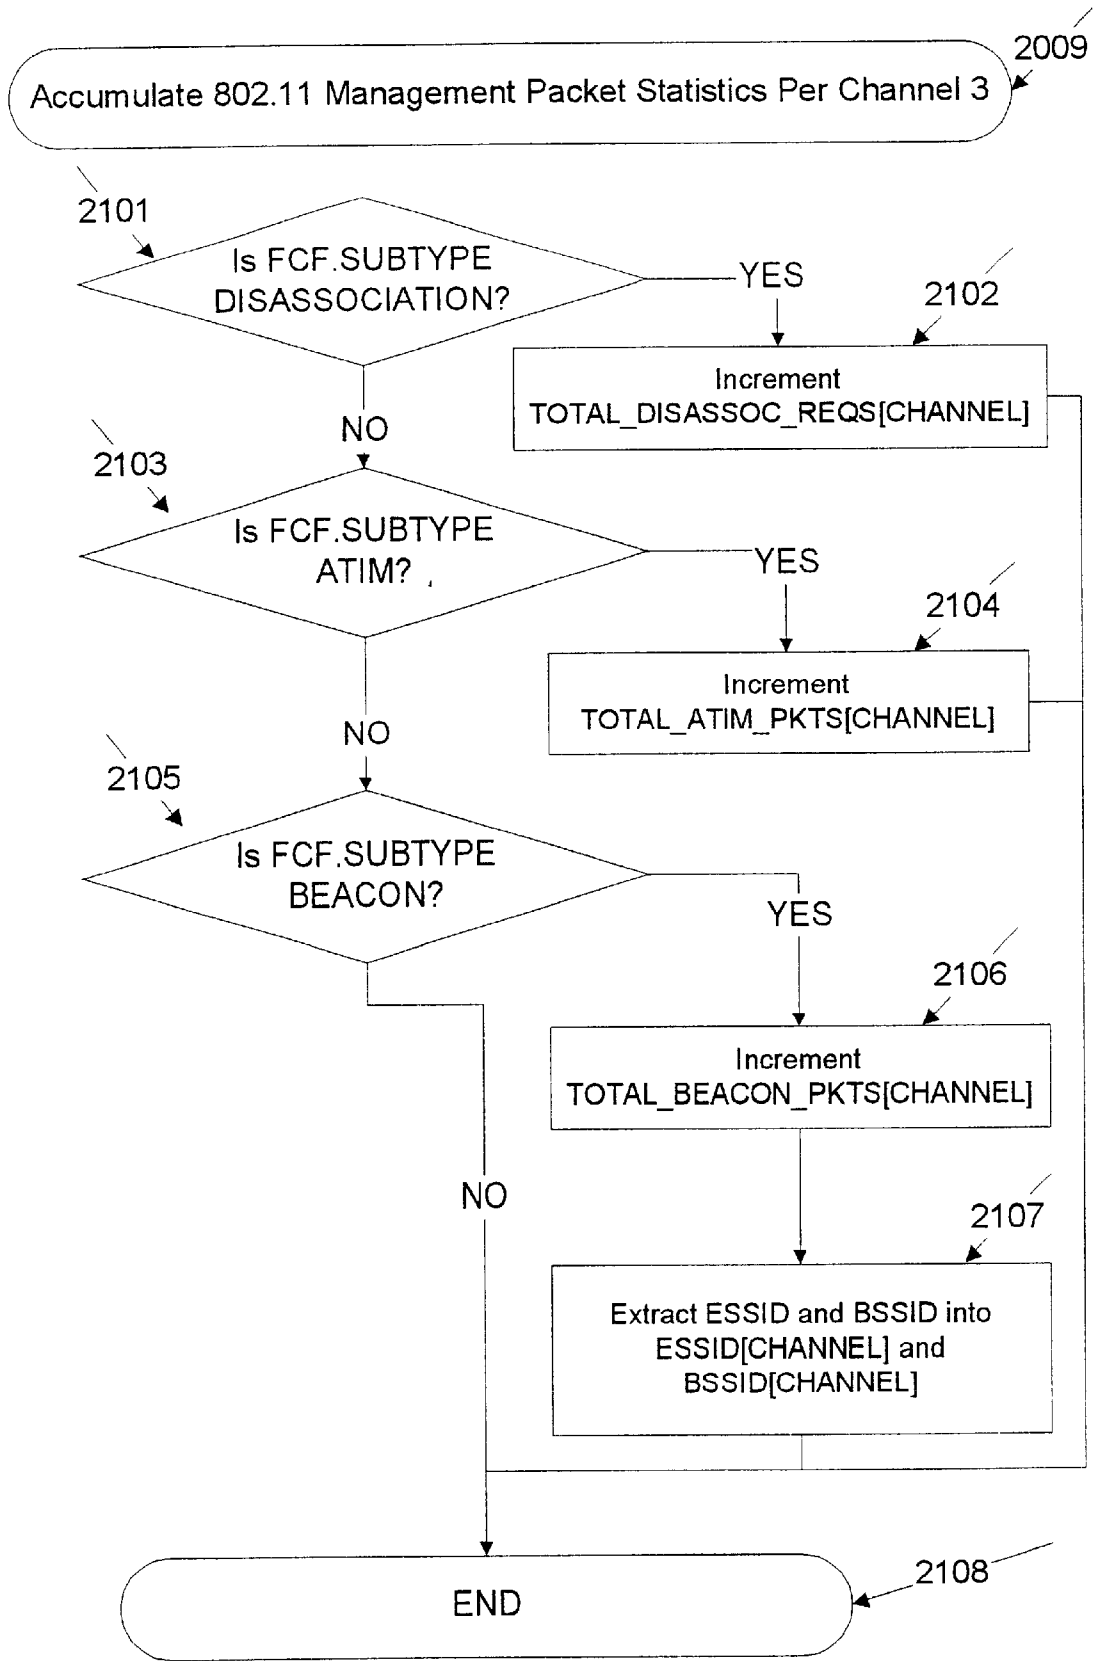 2009
Accumulate 802.11 Management Packet Statistics Per Channel 3
2101
Is FCF.SUBTYPE
DISASSOCIATION?
YES
2102
Increment
TOTAL_DISASSOC_REQS[CHANNEL]
NO
2103
Is FCF.SUBTYPE
ATIM?
YES
2104
Increment
TOTAL_ATIM_PKTS[CHANNEL]
NO
2105
Is FCF.SUBTYPE
BEACON?
YES
2106
Increment
TOTAL_BEACON_PKTS[CHANNEL]
NO
2107
Extract ESSID and BSSID into
ESSID[CHANNEL] and
BSSID[CHANNEL]
2108
END